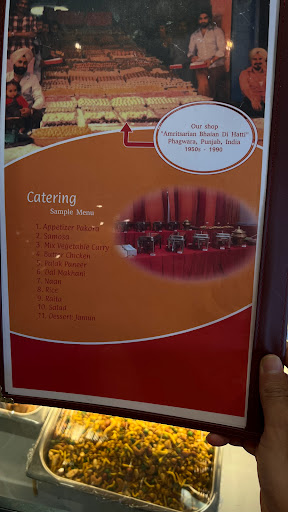 Our shop
"Amritsarian Bhaian Di Hatti"
Phagwara, Punjab, India
1950s - 1990
Catering
Sample Menu
1. Appetizer Pakora
2. Samosa
3. Mix Vegetable Curry
4. Butter Chicken
5. Palak Paneer
6. Dal Makhani
7. Naan
8. Rice
9. Raita
10. Salad
11. Dessert Jamun